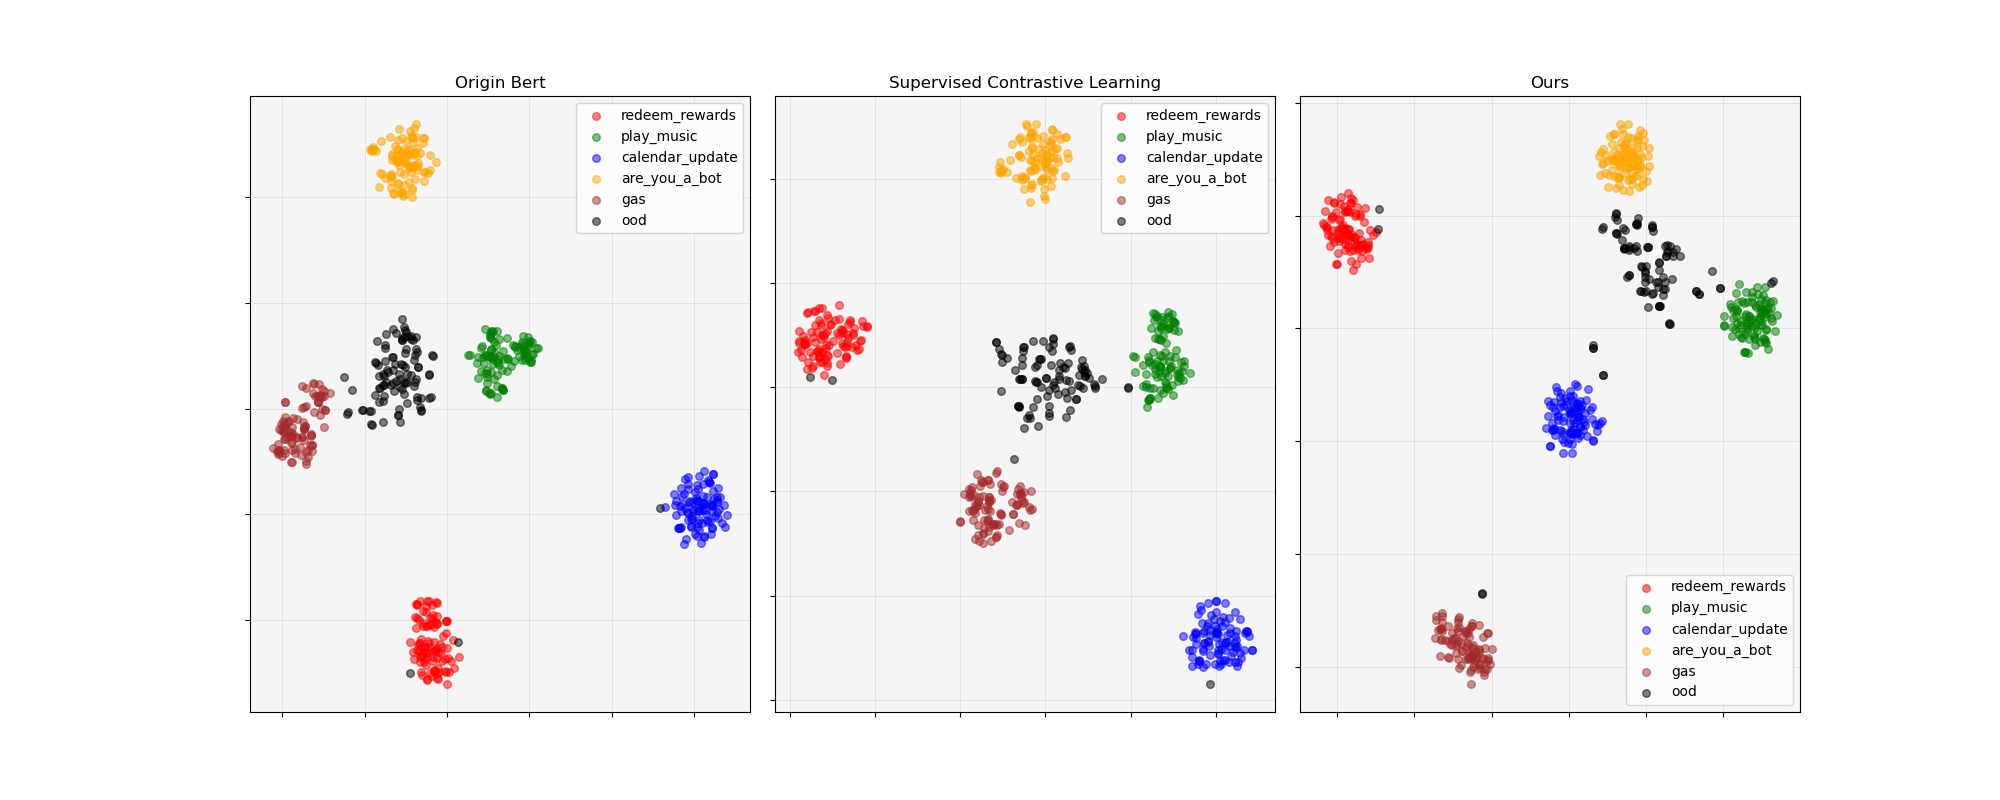 Origin Bert
redeem_rewards
play_music
calendar_update
are_you_a_bot
gas
ood
Supervised Contrastive Learning
redeem_rewards
play_music
calendar_update
are_you_a_bot
gas
ood
Ours
redeem_rewards
play_music
calendar_update
are_you_a_bot
gas
ood